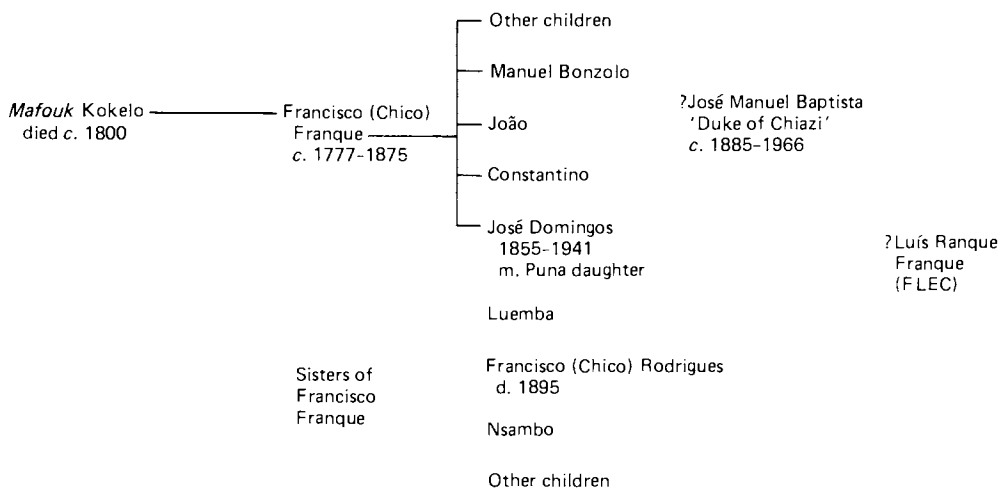 Other children
Manuel Bonzolo
Mafouk Kokelo
died c. 1800
Francisco (Chico)
Franque
c. 1777-1875
João
?José Manuel Baptista
'Duke of Chiazi'
c. 1885-1966
Constantino
José Domingos
1855-1941
m. Puna daughter
?Luís Ranque
Franque
(FLEC)
Luemba
Sisters of
Francisco
Franque
Francisco (Chico) Rodrigues
d. 1895
Nsambo
Other children